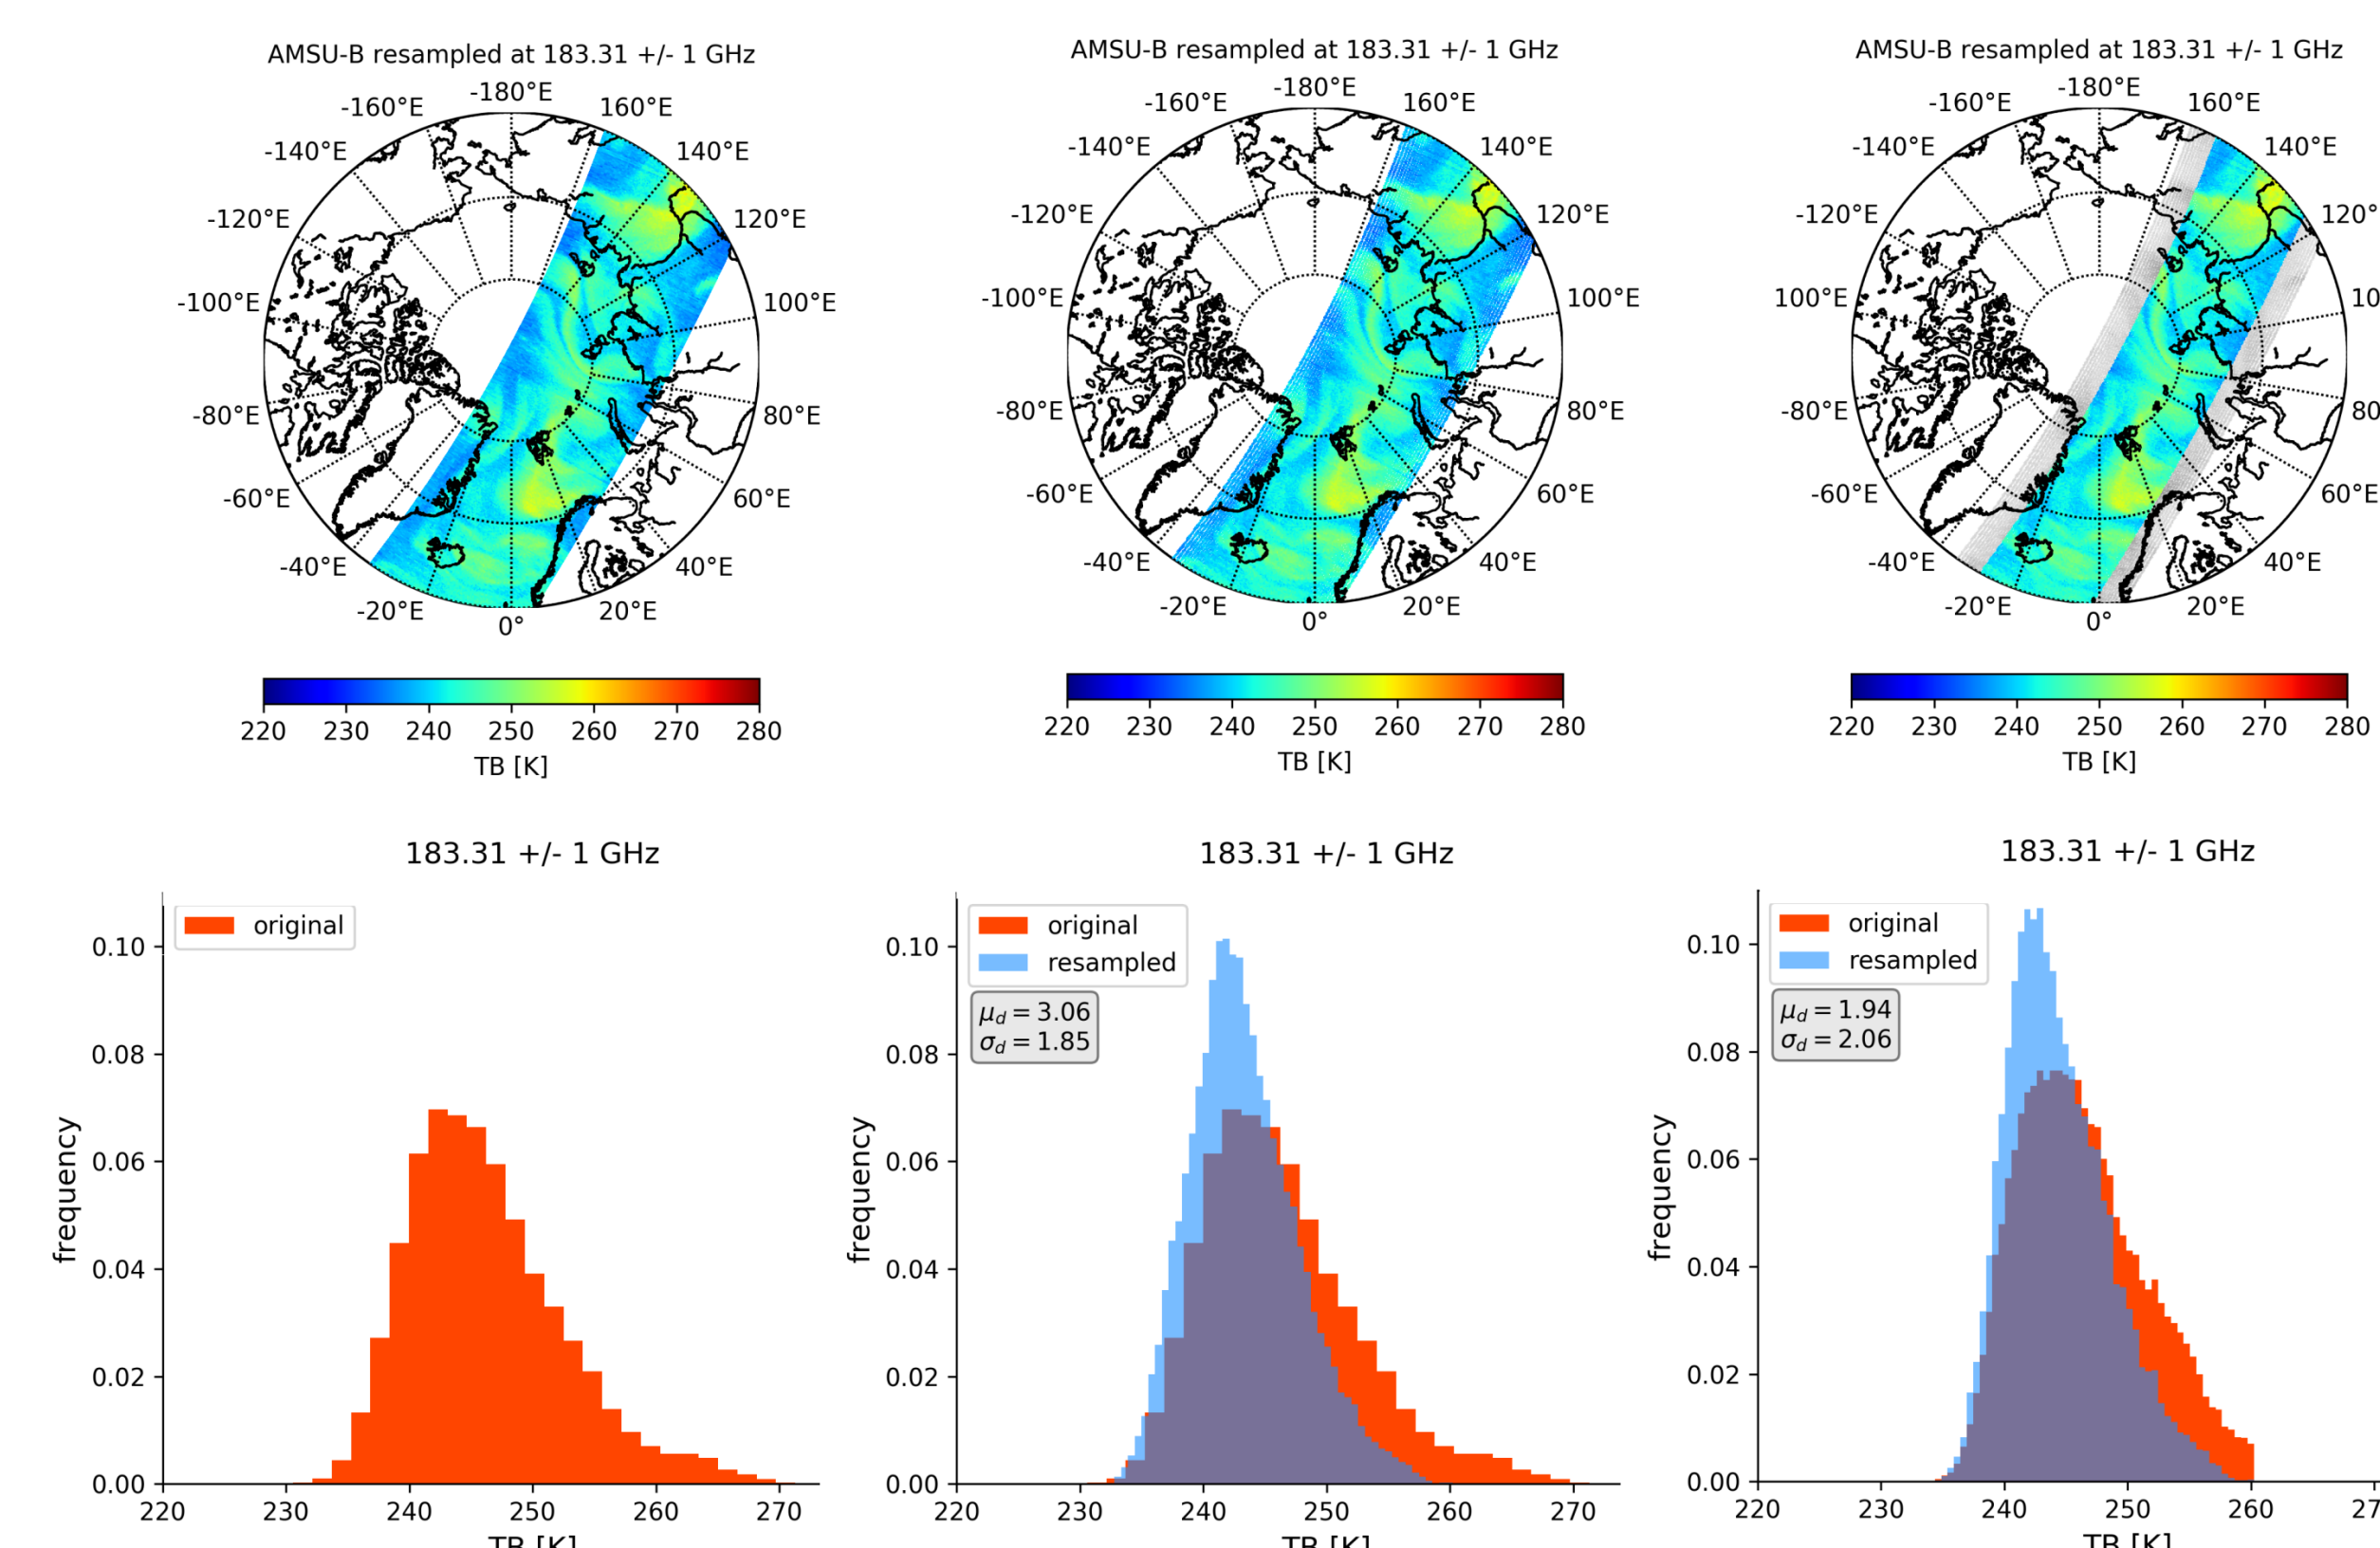 AMSU-B resampled at 183.31 +/- 1 GHz
-180°E
-160°E 160°E
-140°E 140°E
-120°E 120°E
-100°E 100°E
-80°E 80°E
-60°E 60°E
-40°E 40°E
-20°E 20°E
0°
220 230 240 250 260 270 280
TB [K]
AMSU-B resampled at 183.31 +/- 1 GHz
-180°E
-160°E 160°E
-140°E 140°E
-120°E 120°E
-100°E 100°E
-80°E 80°E
-60°E 60°E
-40°E 40°E
-20°E 20°E
0°
220 230 240 250 260 270 280
TB [K]
AMSU-B resampled at 183.31 +/- 1 GHz
-180°E
-160°E 160°E
-140°E 140°E
-120°E 120°
100°E 10
-80°E 80
-60°E 60°E
-40°E 40°E
-20°E 20°E
0°
220 230 240 250 260 270 280
TB [K]
183.31 +/- 1 GHz
original
0.10
0.08
0.06
0.04
0.02
0.00
frequency
220 230 240 250 260 270
TB [K]
183.31 +/- 1 GHz
original
resampled
μd = 3.06
σd = 1.85
0.10
0.08
0.06
0.04
0.02
0.00
frequency
220 230 240 250 260 270
TB [K]
183.31 +/- 1 GHz
original
resampled
μd = 1.94
σd = 2.06
0.10
0.08
0.06
0.04
0.02
0.00
frequency
220 230 240 250 260 27
TB [K]